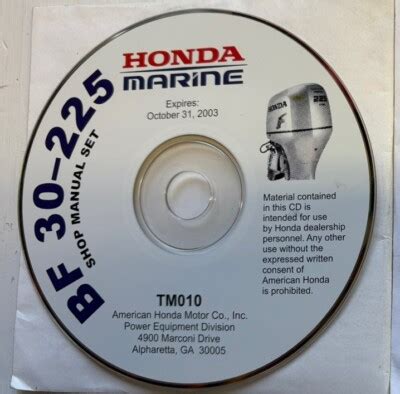 HONDA
MARINE
Expires:
October 31, 2003
BF 30-225
SHOP MANUAL SET
HONDA
225
Material contained
in this CD is
intended for use
by Honda dealership
personnel. Any other
use without the
expressed written
consent of
American Honda
is prohibited.
TM010
American Honda Motor Co., Inc.
Power Equipment Division
4900 Marconi Drive
Alpharetta, GA 30005